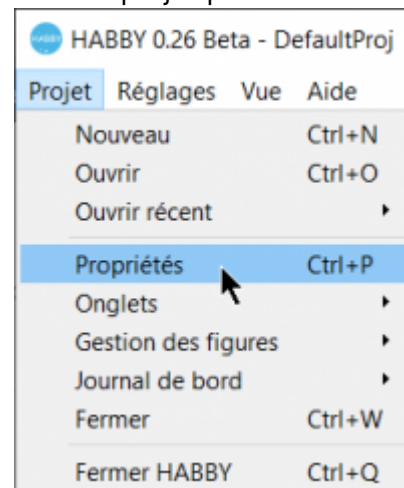 HABBY 0.26 Beta - DefaultProj
Projet Réglages Vue Aide
Nouveau Ctrl+N
Ouvrir Ctrl+O
Ouvrir récent
Propriétés Ctrl+P
Onglets
Gestion des figures
Journal de bord
Fermer Ctrl+W
Fermer HABBY Ctrl+Q